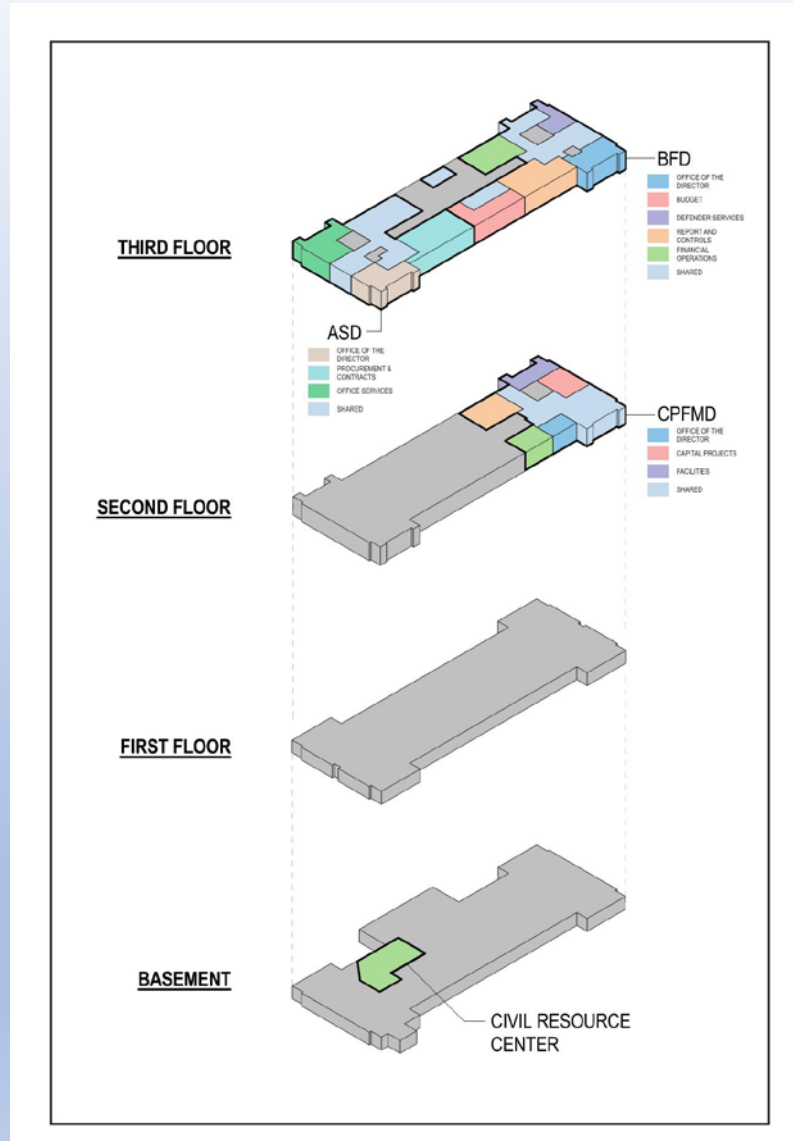 BFD
OFFICE OF THE
DIRECTOR
BUDGET
DEFENDER SERVICES
REPORT AND
CONTROLS
FINANCIAL
OPERATIONS
SHARED
THIRD FLOOR
ASD
OFFICE OF THE
DIRECTOR
PROCUREMENT &
CONTRACTS
OFFICE SERVICES
SHARED
CPFMD
OFFICE OF THE
DIRECTOR
CAPITAL PROJECTS
FACILITIES
SHARED
SECOND FLOOR
FIRST FLOOR
BASEMENT
CIVIL RESOURCE
CENTER